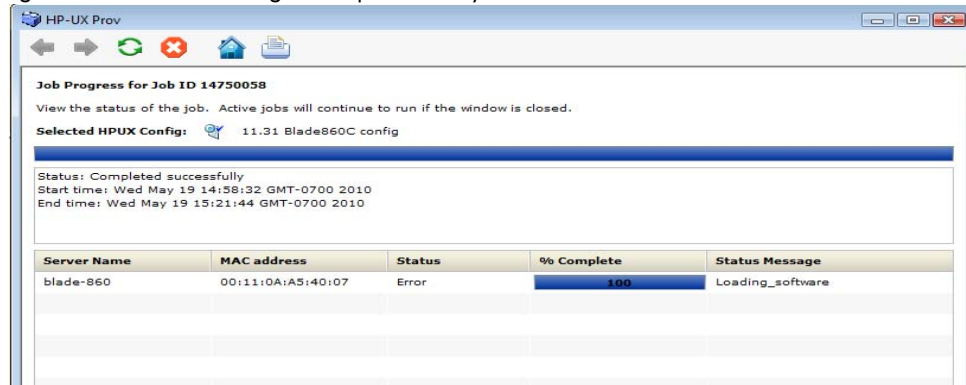 HP-UX Prov
Job Progress for Job ID 14750058
View the status of the job. Active jobs will continue to run if the window is closed.
Selected HPUX Config: 11.31 Blade860C config
Status: Completed successfully
Start time: Wed May 19 14:58:32 GMT-0700 2010
End time: Wed May 19 15:21:44 GMT-0700 2010
Server Name MAC address Status % Complete Status Message
blade-860 00:11:0A:A5:40:07 Error 100 Loading_software